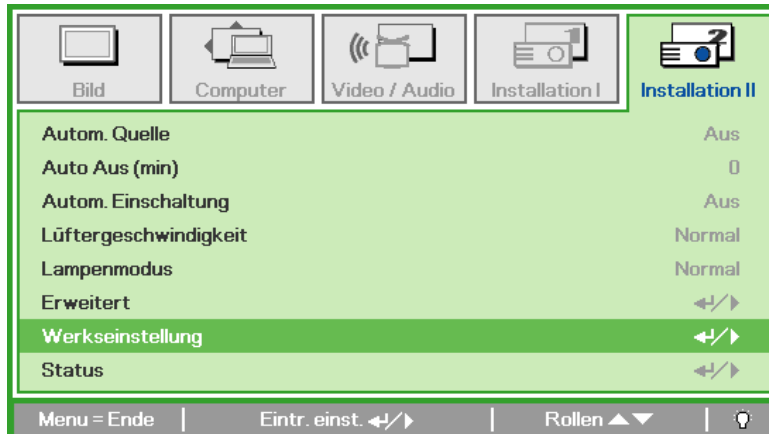 Bild Computer Video / Audio Installation I Installation II
Autom. Quelle Aus
Auto Aus (min) 0
Autom. Einschaltung Aus
Lüftergeschwindigkeit Normal
Lampenmodus Normal
Erweitert
Werkseinstellung
Status
Menu = Ende Eintr. einst. Rollen